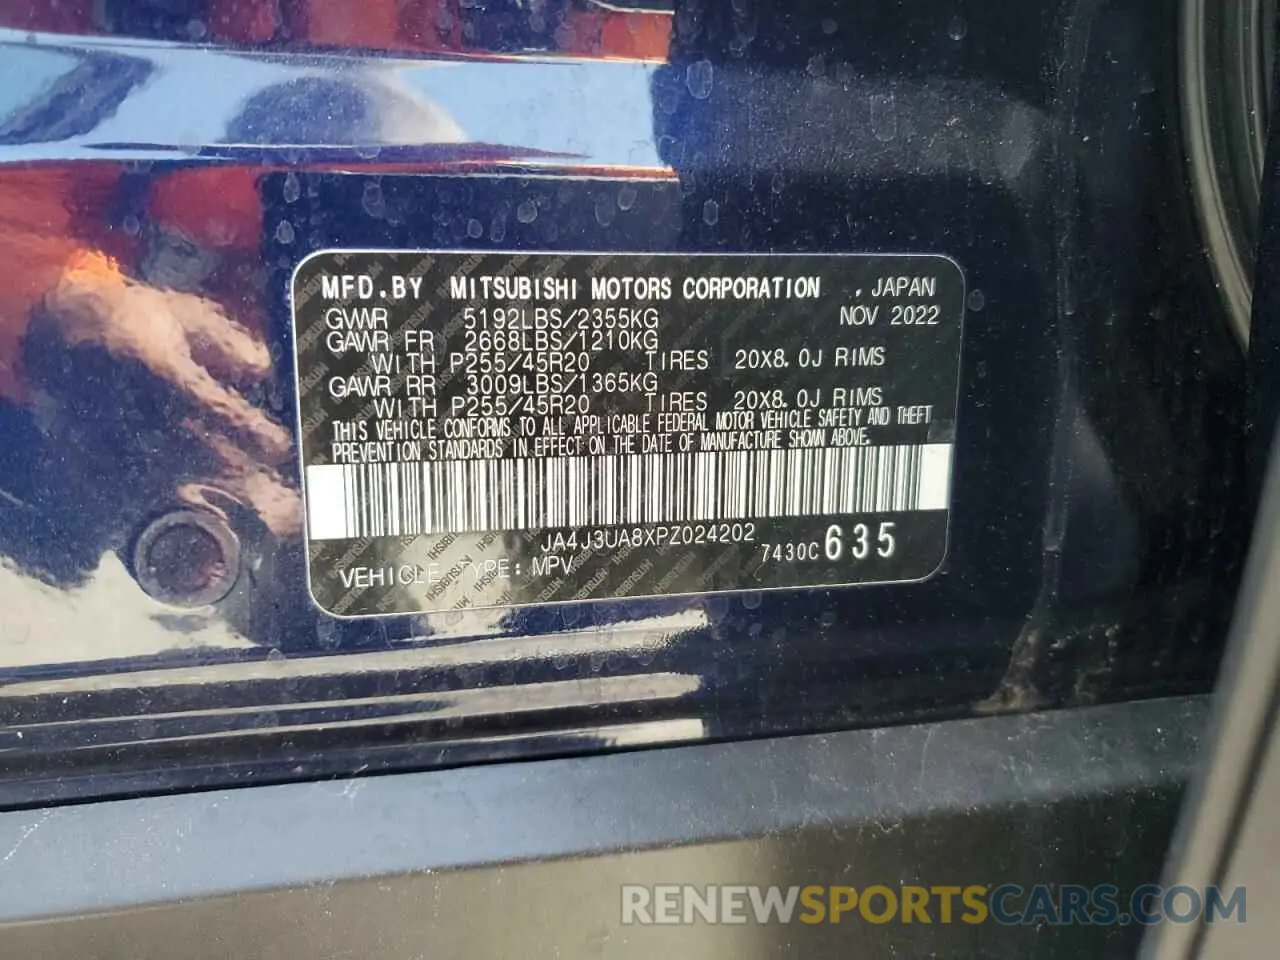 MFD.BY MITSUBISHI MOTORS CORPORATION , JAPAN
GVWR 5192LBS/2355KG NOV 2022
GAWR FR 2668LBS/1210KG
WITH P255/45R20 TIRES 20X8.0J RIMS
GAWR RR 3009LBS/1365KG
WITH P255/45R20 TIRES 20X8.0J RIMS
THIS VEHICLE CONFORMS TO ALL APPLICABLE FEDERAL MOTOR VEHICLE SAFETY AND THEFT
PREVENTION STANDARDS IN EFFECT ON THE DATE OF MANUFACTURE SHOWN ABOVE.
JA4J3UA8XPZ024202
7430C 635
VEHICLE TYPE: MPV
RENEWSPORTSCARS.COM